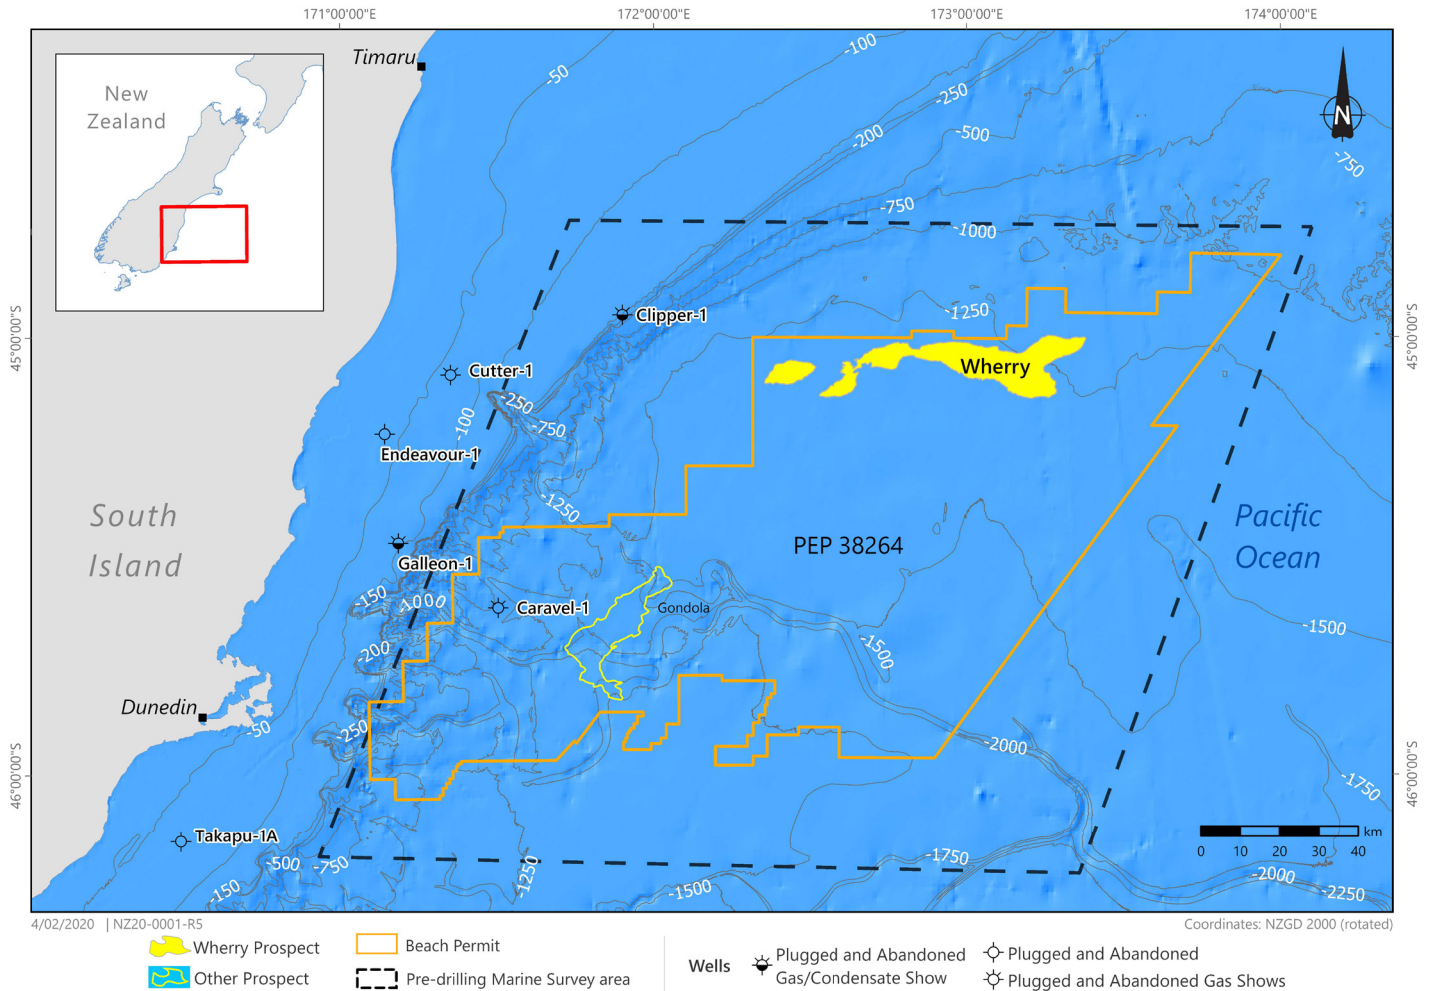 171°00'00"E
172°00'00"E
173°00'00"E
174°00'00"E
Timaru
New
Zealand
-50
-100
-250
-200
-500
N
-750
-750
-1000
45°00'00"S
Clipper-1
-1250
45°00'00"S
Cutter-1
Wherry
-250
-100
-750
Endeavour-1
-1250
South
Island
Pacific
Ocean
PEP 38264
Galleon-1
-150
-1000
Caravel-1
Gondola
-1500
-1500
-200
Dunedin
-50
-250
-2000
46°00'00"S
46°00'00"S
-1750
Takapu-1A
km
0 10 20 30 40
-500
-750
-1250
-1750
-150
-1500
-2000
-2250
4/02/2020 | NZ20-0001-R5
Coordinates: NZGD 2000 (rotated)
Wherry Prospect
Other Prospect
Beach Permit
Pre-drilling Marine Survey area
Wells
Plugged and Abandoned
Gas/Condensate Show
Plugged and Abandoned
Plugged and Abandoned Gas Shows